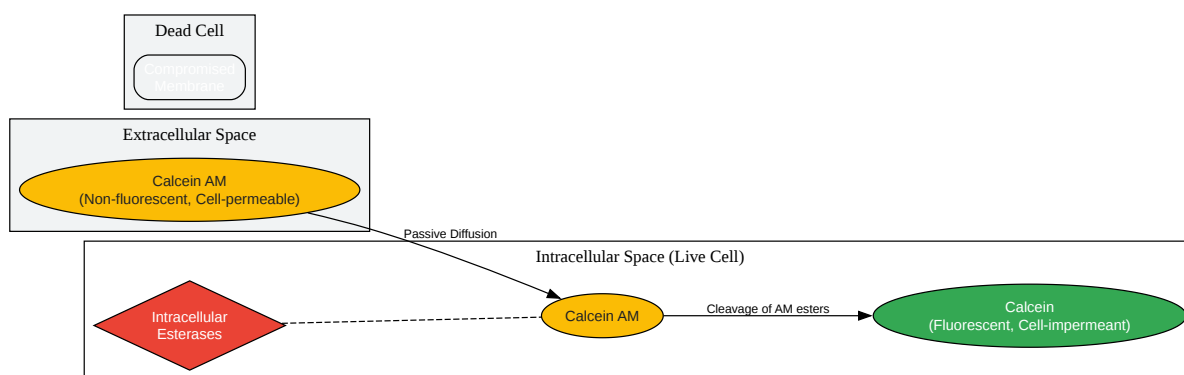 Dead Cell
Compromised
Membrane
Extracellular Space
Calcein AM
(Non-fluorescent, Cell-permeable)
Passive Diffusion
Intracellular Space (Live Cell)
Intracellular
Esterases
Calcein AM
Cleavage of AM esters
Calcein
(Fluorescent, Cell-impermeant)